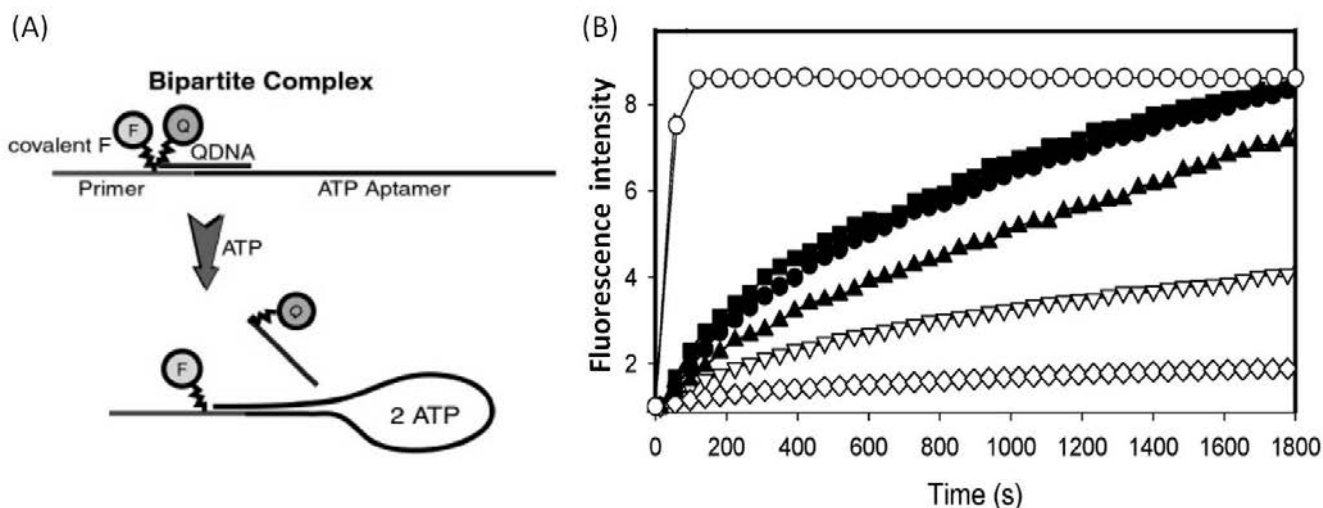 (A)
Bipartite Complex
F
Q
covalent F
QDNA
Primer
ATP Aptamer
ATP
Q
F
2 ATP
(B)
Fluorescence intensity
8
6
4
2
0 200 400 600 800 1000 1200 1400 1600 1800
Time (s)